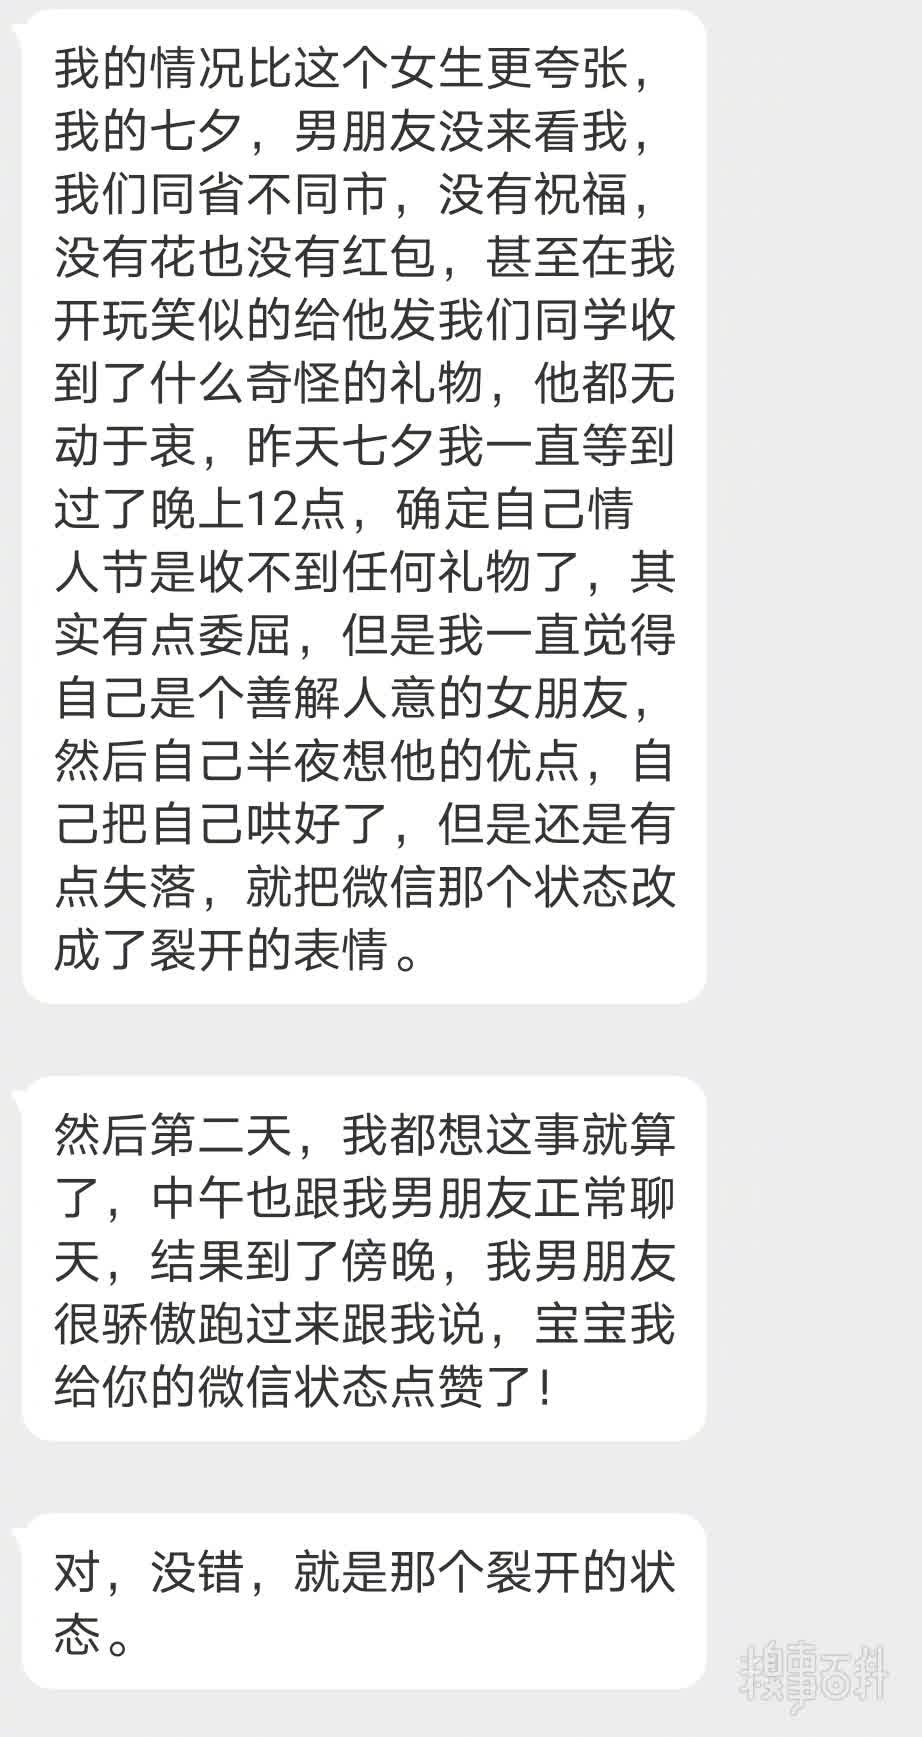 我的情况比这个女生更夸张，
我的七夕，男朋友没来看我，
我们同省不同市，没有祝福，
没有花也没有红包，甚至在我
开玩笑似的给他发我们同学收
到了什么奇怪的礼物，他都无
动于衷，昨天七夕我一直等到
过了晚上12点，确定自己情
人节是收不到任何礼物了，其
实有点委屈，但是我一直觉得
自己是个善解人意的女朋友，
然后自己半夜想他的优点，自
己把自己哄好了，但是还是有
点失落，就把微信那个状态改
成了裂开的表情。
然后第二天，我都想这事就算
了，中午也跟我男朋友正常聊
天，结果到了傍晚，我男朋友
很骄傲跑过来跟我说，宝宝我
给你的微信状态点赞了！
对，没错，就是那个裂开的状
态。
糗事百科